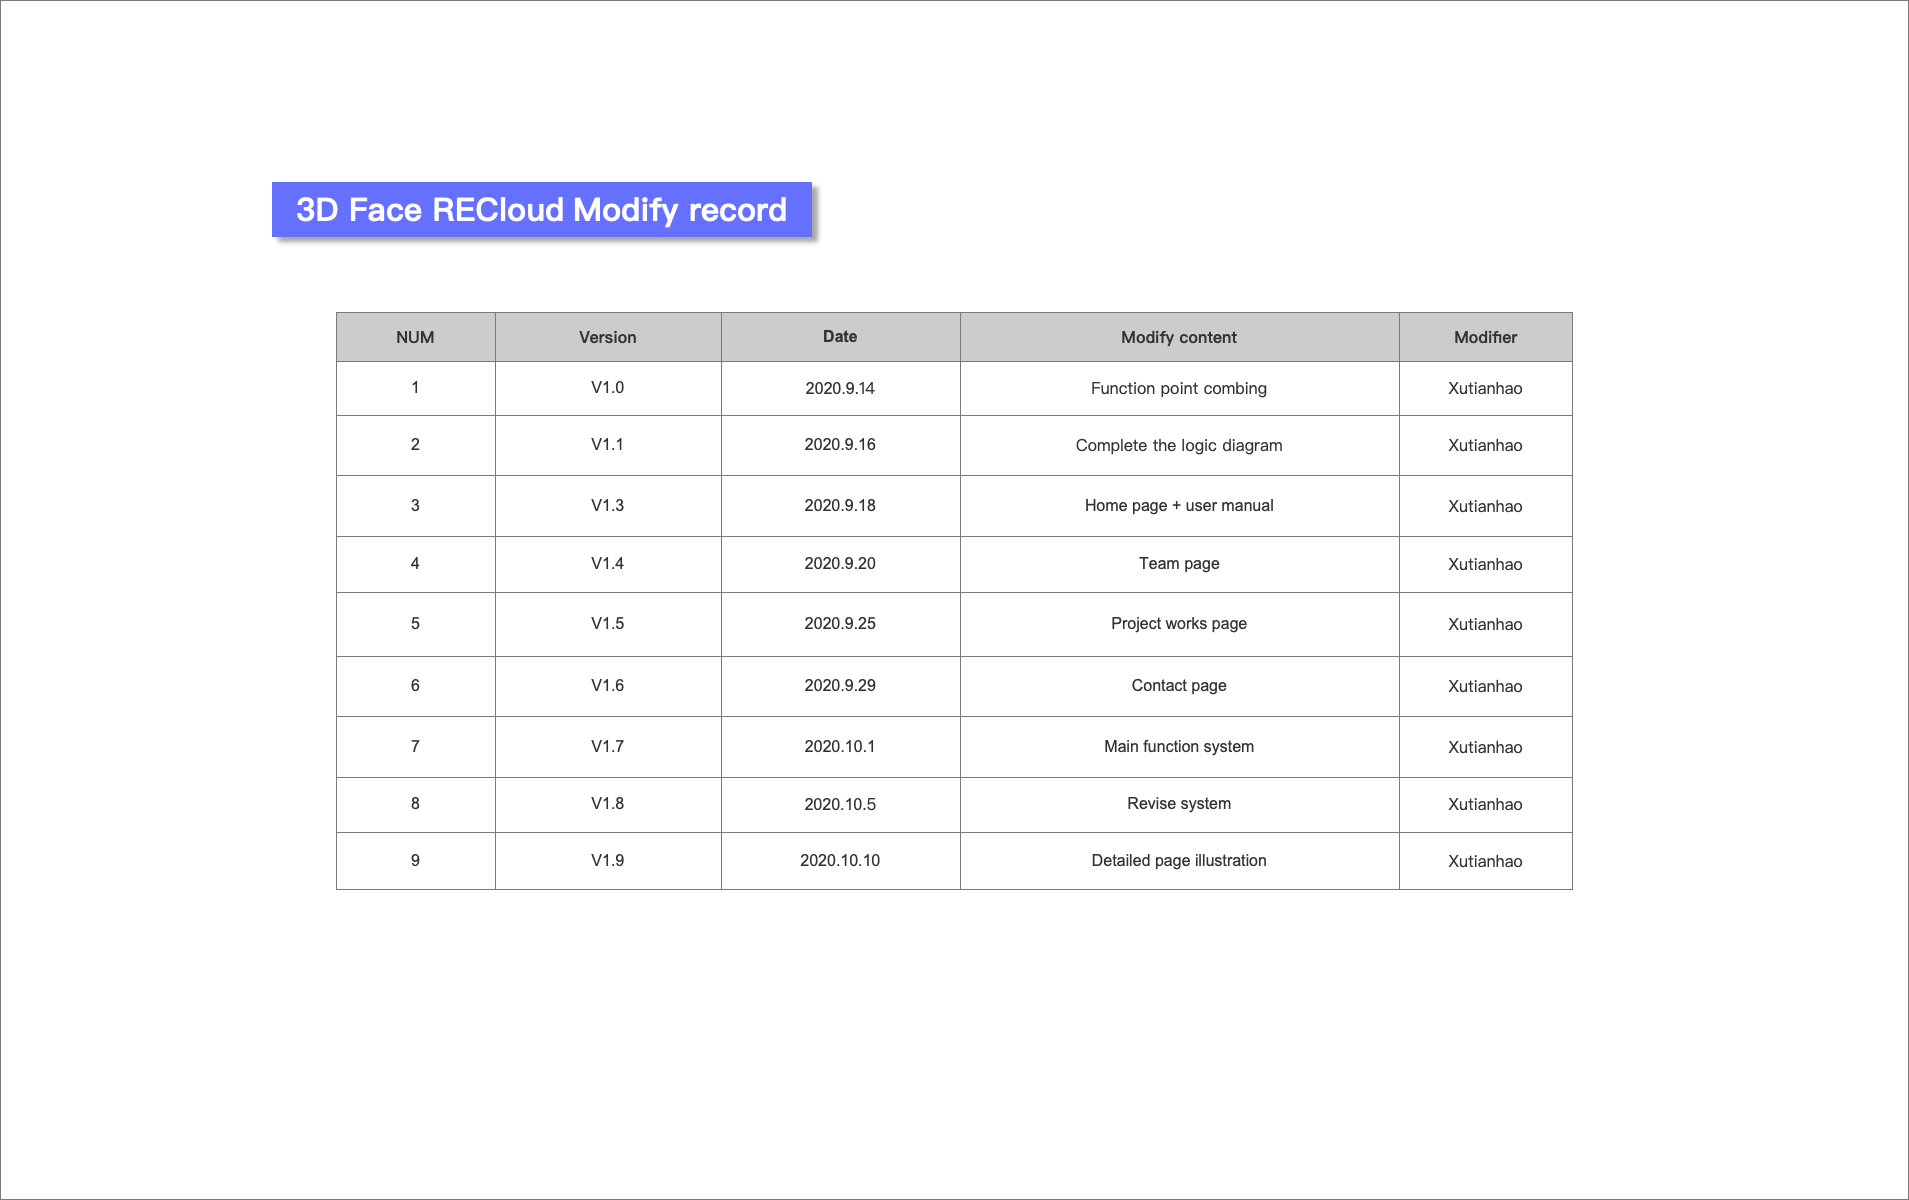 3D Face RECloud Modify record
NUM Version Date Modify content Modifier
1 V1.0 2020.9.14 Function point combing Xutianhao
2 V1.1 2020.9.16 Complete the logic diagram Xutianhao
3 V1.3 2020.9.18 Home page + user manual Xutianhao
4 V1.4 2020.9.20 Team page Xutianhao
5 V1.5 2020.9.25 Project works page Xutianhao
6 V1.6 2020.9.29 Contact page Xutianhao
7 V1.7 2020.10.1 Main function system Xutianhao
8 V1.8 2020.10.5 Revise system Xutianhao
9 V1.9 2020.10.10 Detailed page illustration Xutianhao